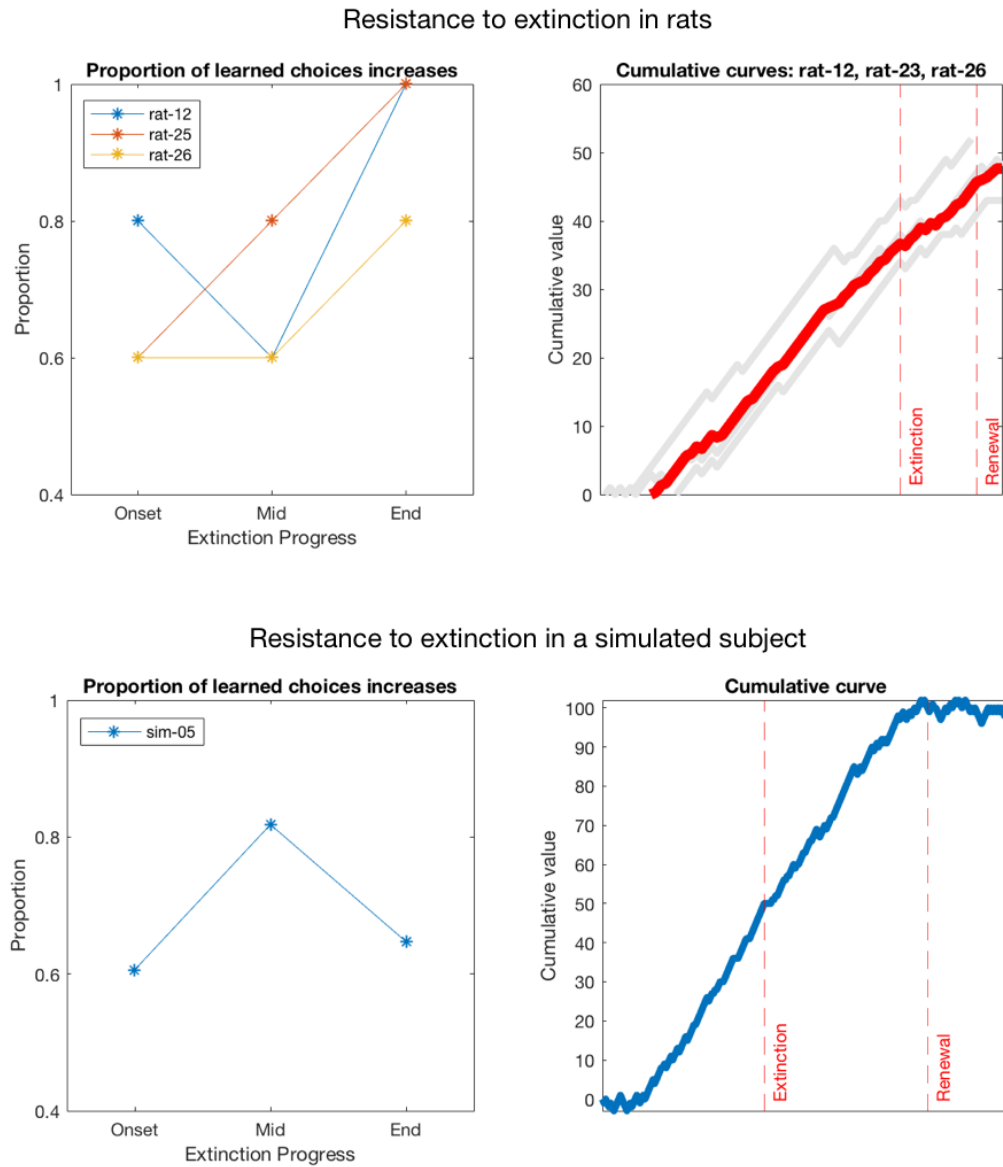 Resistance to extinction in rats
Proportion of learned choices increases
1
0.8
0.6
0.4
Proportion
rat-12
rat-25
rat-26
Onset
Mid
End
Extinction Progress
Cumulative curves: rat-12, rat-23, rat-26
60
50
40
30
20
10
0
Cumulative value
Extinction
Renewal
Resistance to extinction in a simulated subject
Proportion of learned choices increases
1
0.8
0.6
0.4
Proportion
sim-05
Onset
Mid
End
Extinction Progress
Cumulative curve
100
90
80
70
60
50
40
30
20
10
0
Cumulative value
Extinction
Renewal